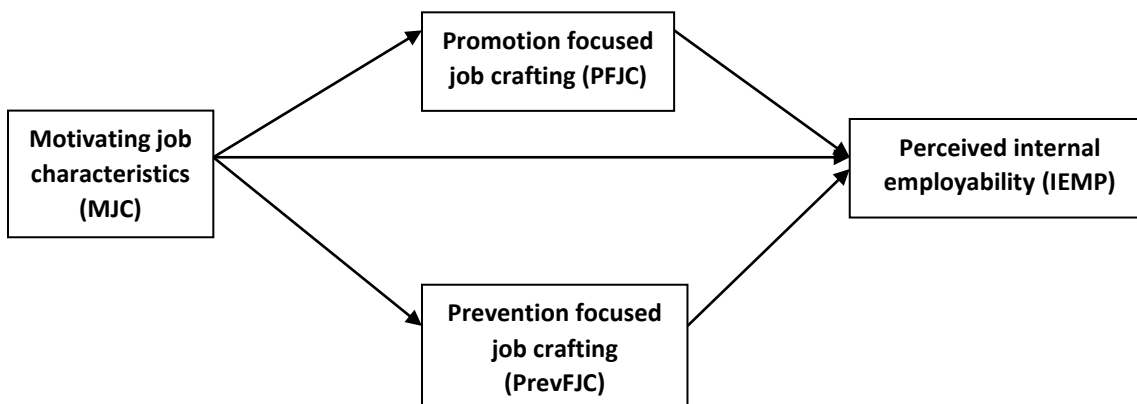 Promotion focused
job crafting (PFJC)
Motivating job
characteristics
(MJC)
Perceived internal
employability (IEMP)
Prevention focused
job crafting
(PrevFJC)